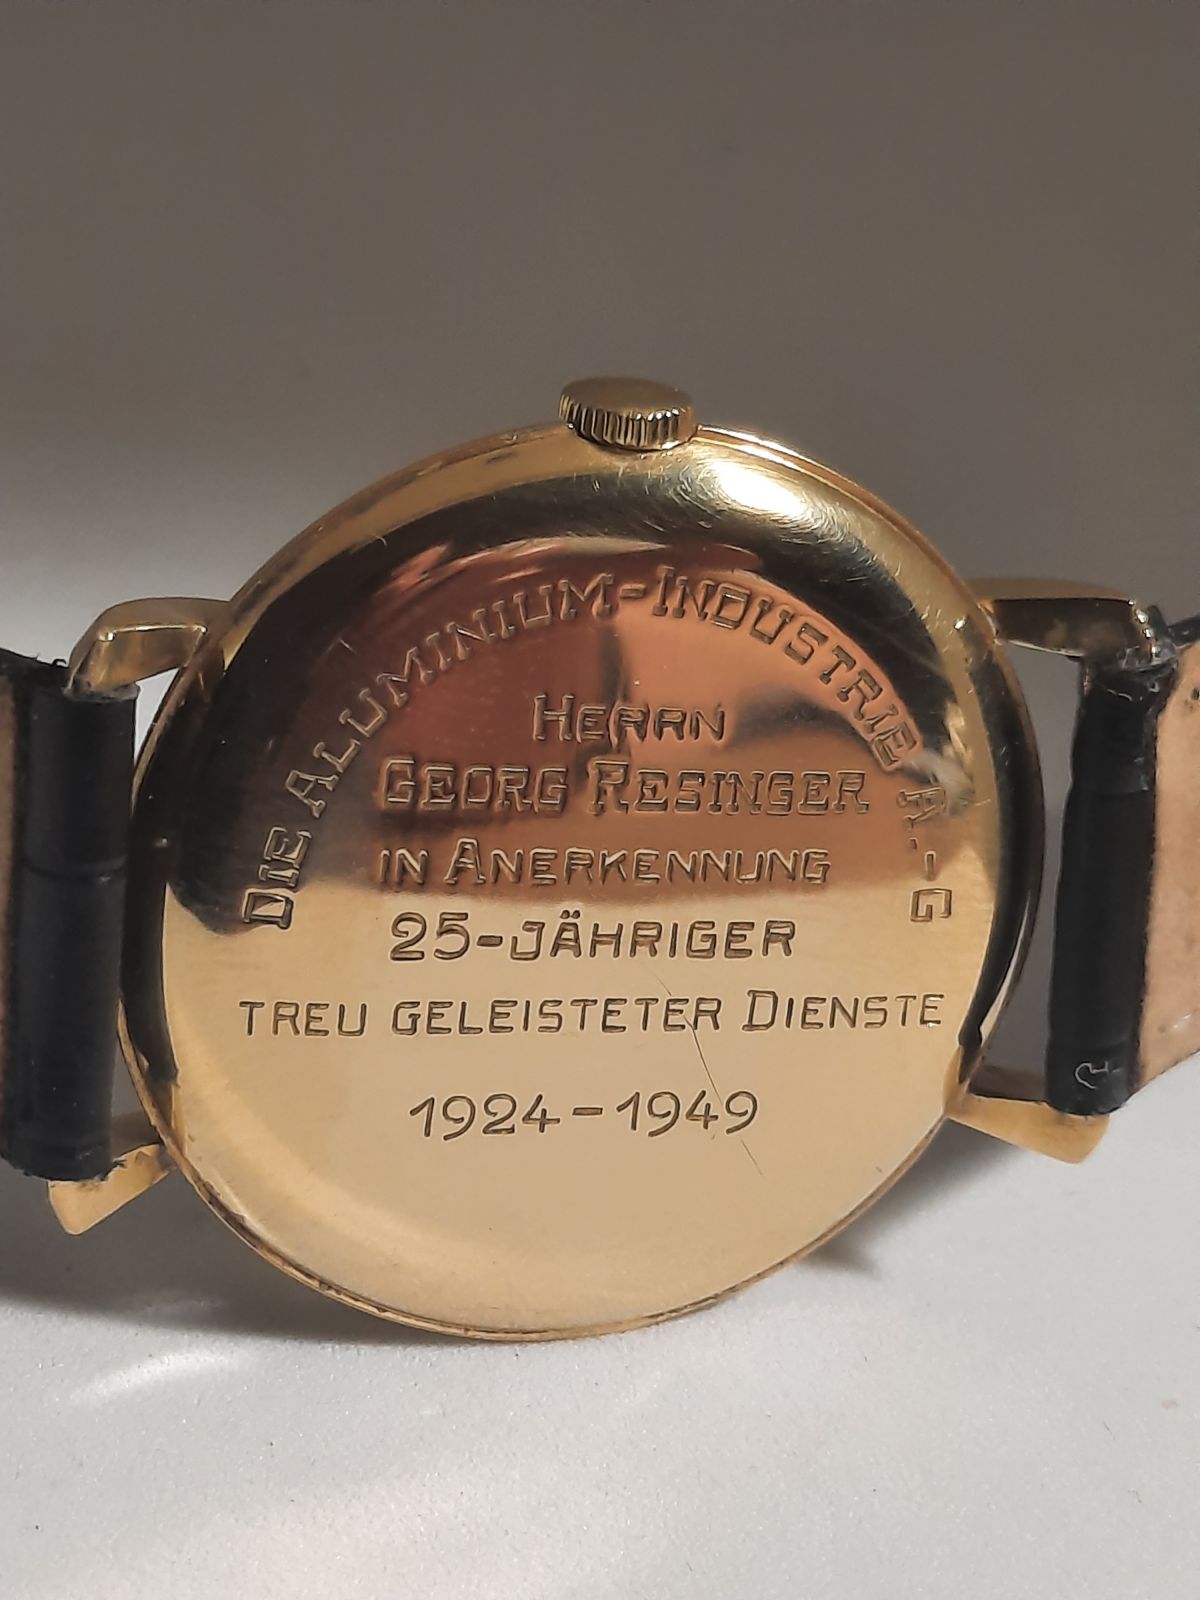 DIE ALUMINIUM-INDUSTRIE A.-G
HERRN
GEORG RESINGER
IN ANERKENNUNG
25-JÄHRIGER
TREU GELEISTETER DIENSTE
1924-1949